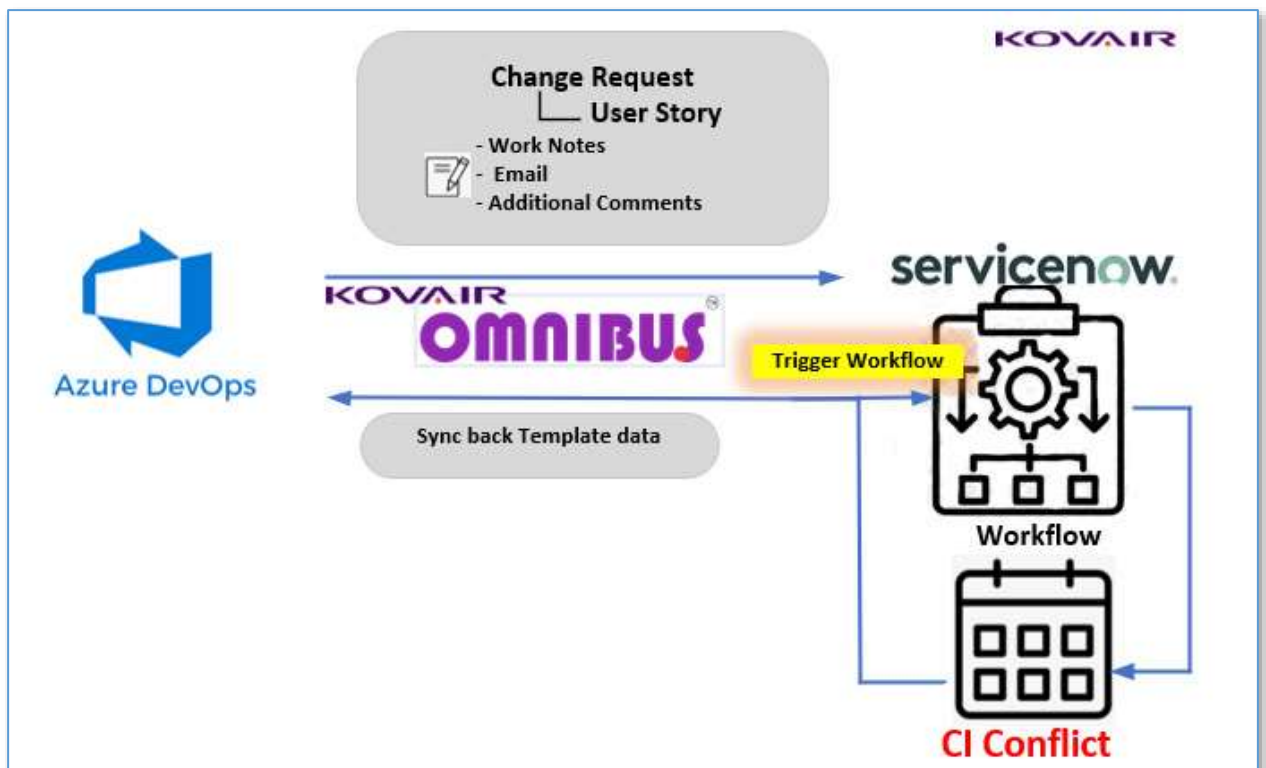 KOVAIR
Change Request
User Story
- Work Notes
- Email
- Additional Comments
servicenow.
Azure DevOps
KOVAIR
OMNIBUS
Trigger Workflow
Sync back Template data
Workflow
CI Conflict